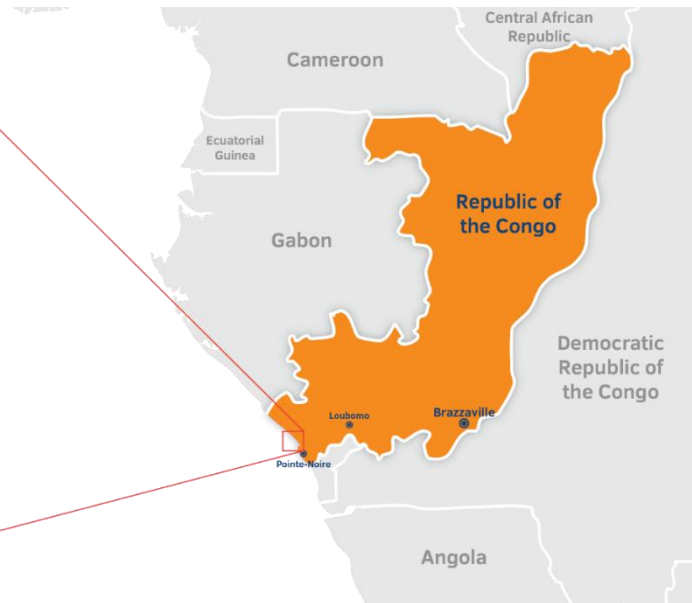 Central African
Republic
Cameroon
Ecuatorial
Guinea
Republic of
the Congo
Gabon
Democratic
Republic of
the Congo
Loubomo
Brazzaville
Pointe-Noire
Angola